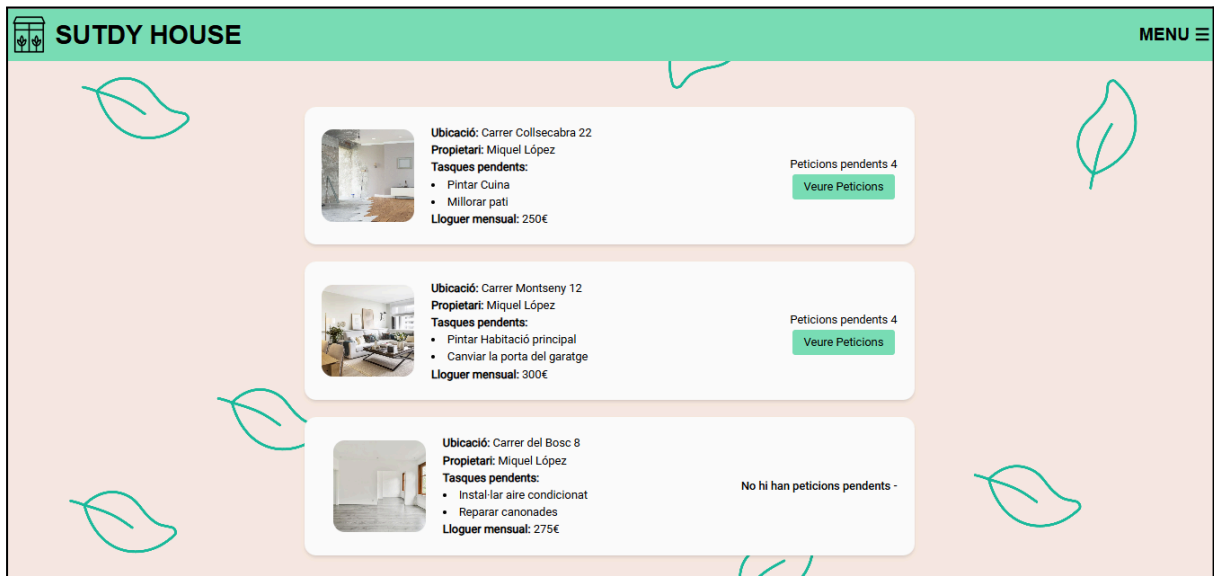 SUTDY HOUSE
MENU ☰
Ubicació: Carrer Collsecabra 22
Propietari: Miquel López
Tasques pendents:
• Pintar Cuina
• Millorar pati
Lloguer mensual: 250€
Peticions pendents 4
Veure Peticions
Ubicació: Carrer Montseny 12
Propietari: Miquel López
Tasques pendents:
• Pintar Habitació principal
• Canviar la porta del garatge
Lloguer mensual: 300€
Peticions pendents 4
Veure Peticions
Ubicació: Carrer del Bosc 8
Propietari: Miquel López
Tasques pendents:
• Instal·lar aire condicionat
• Reparar canonades
Lloguer mensual: 275€
No hi han peticions pendents -